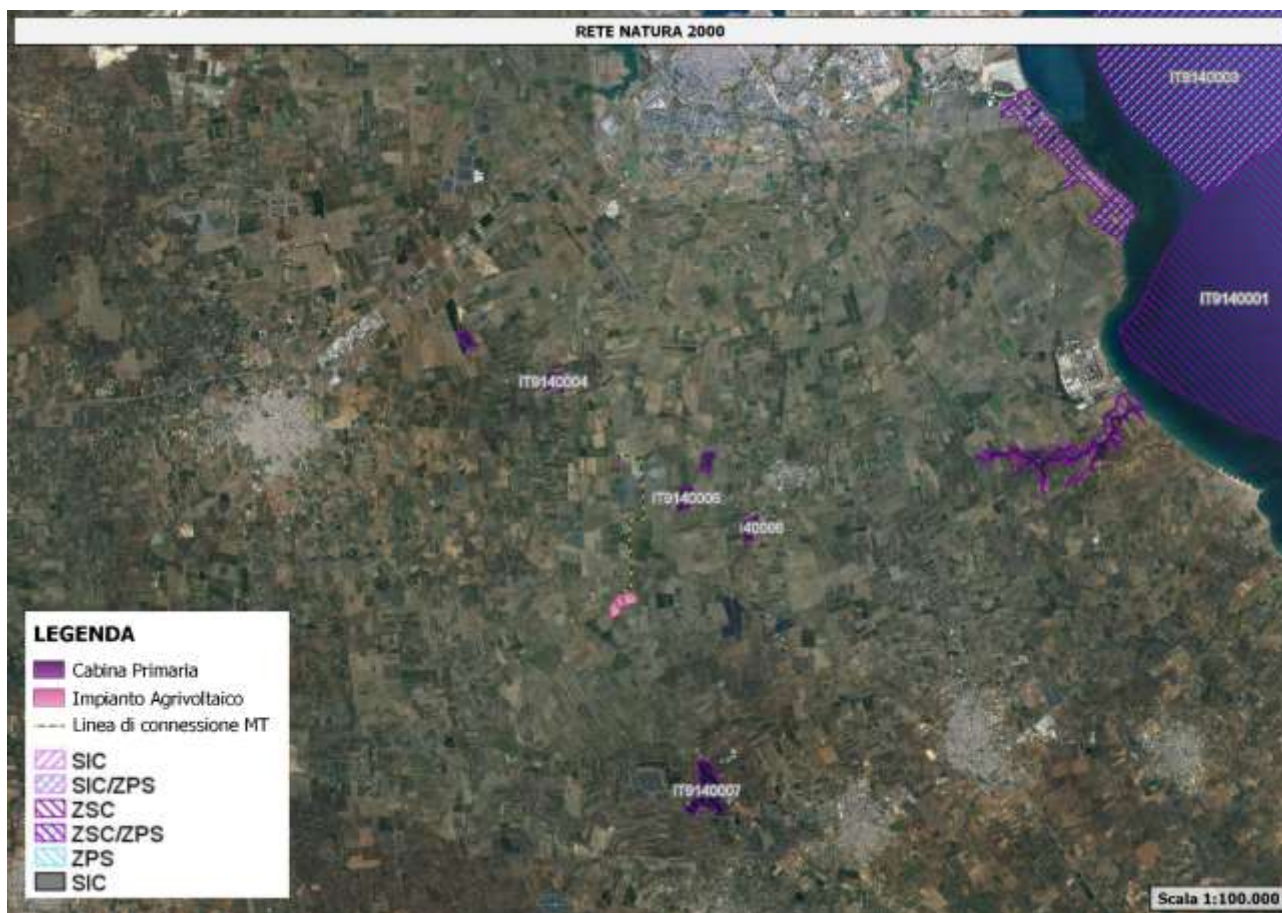 RETE NATURA 2000
IT9140003
IT9140001
IT9140004
IT9140006
I40006
IT9140007
LEGENDA
Cabina Primaria
Impianto Agrivoltaico
Linea di connessione MT
SIC
SIC/ZPS
ZSC
ZSC/ZPS
ZPS
SIC
Scala 1:100.000